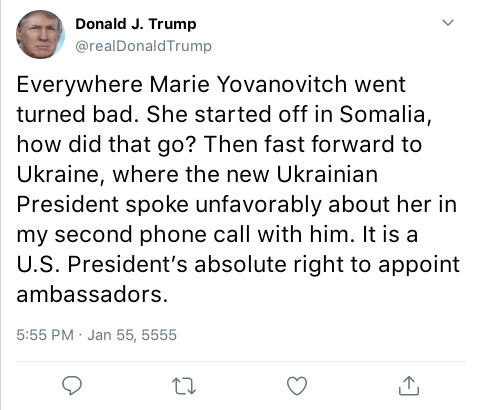 Donald J. Trump
@realDonaldTrump
Everywhere Marie Yovanovitch went
turned bad. She started off in Somalia,
how did that go? Then fast forward to
Ukraine, where the new Ukrainian
President spoke unfavorably about her in
my second phone call with him. It is a
U.S. President’s absolute right to appoint
ambassadors.
5:55 PM · Jan 55, 5555